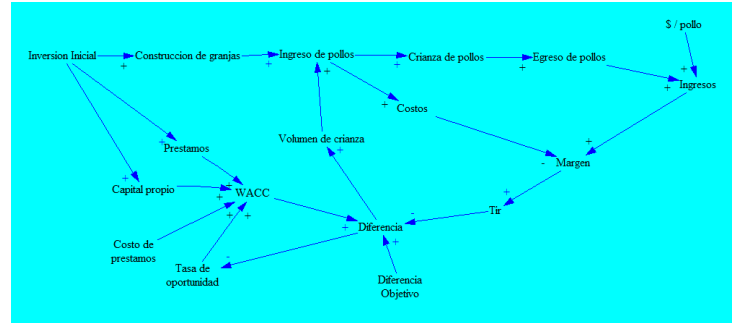 $ / pollo
Inversion Inicial
Construccion de granjas
Ingreso de pollos
Crianza de pollos
Egreso de pollos
+
+
+
+
+
+
Ingresos
+
+
Costos
+
Volumen de crianza
+
+
Prestamos
+
-
Margen
+
Capital propio
+
+
WACC
+
+
+
Tir
-
+
Diferencia
+
Costo de
prestamos
-
Tasa de
oportunidad
Diferencia
Objetivo